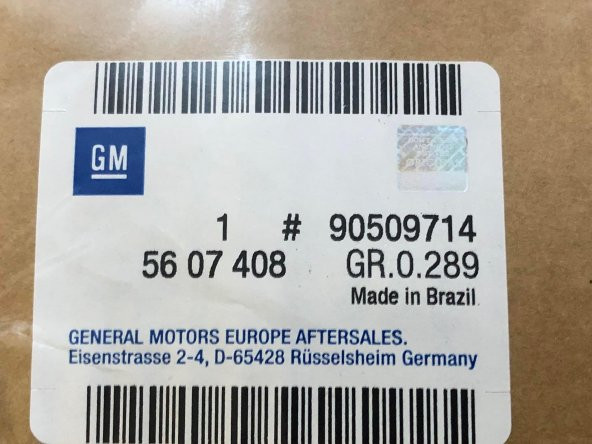 GM
1 # 90509714
56 07 408 GR.0.289
Made in Brazil
GENERAL MOTORS EUROPE AFTERSALES.
Eisenstrasse 2-4, D-65428 Rüsselsheim Germany